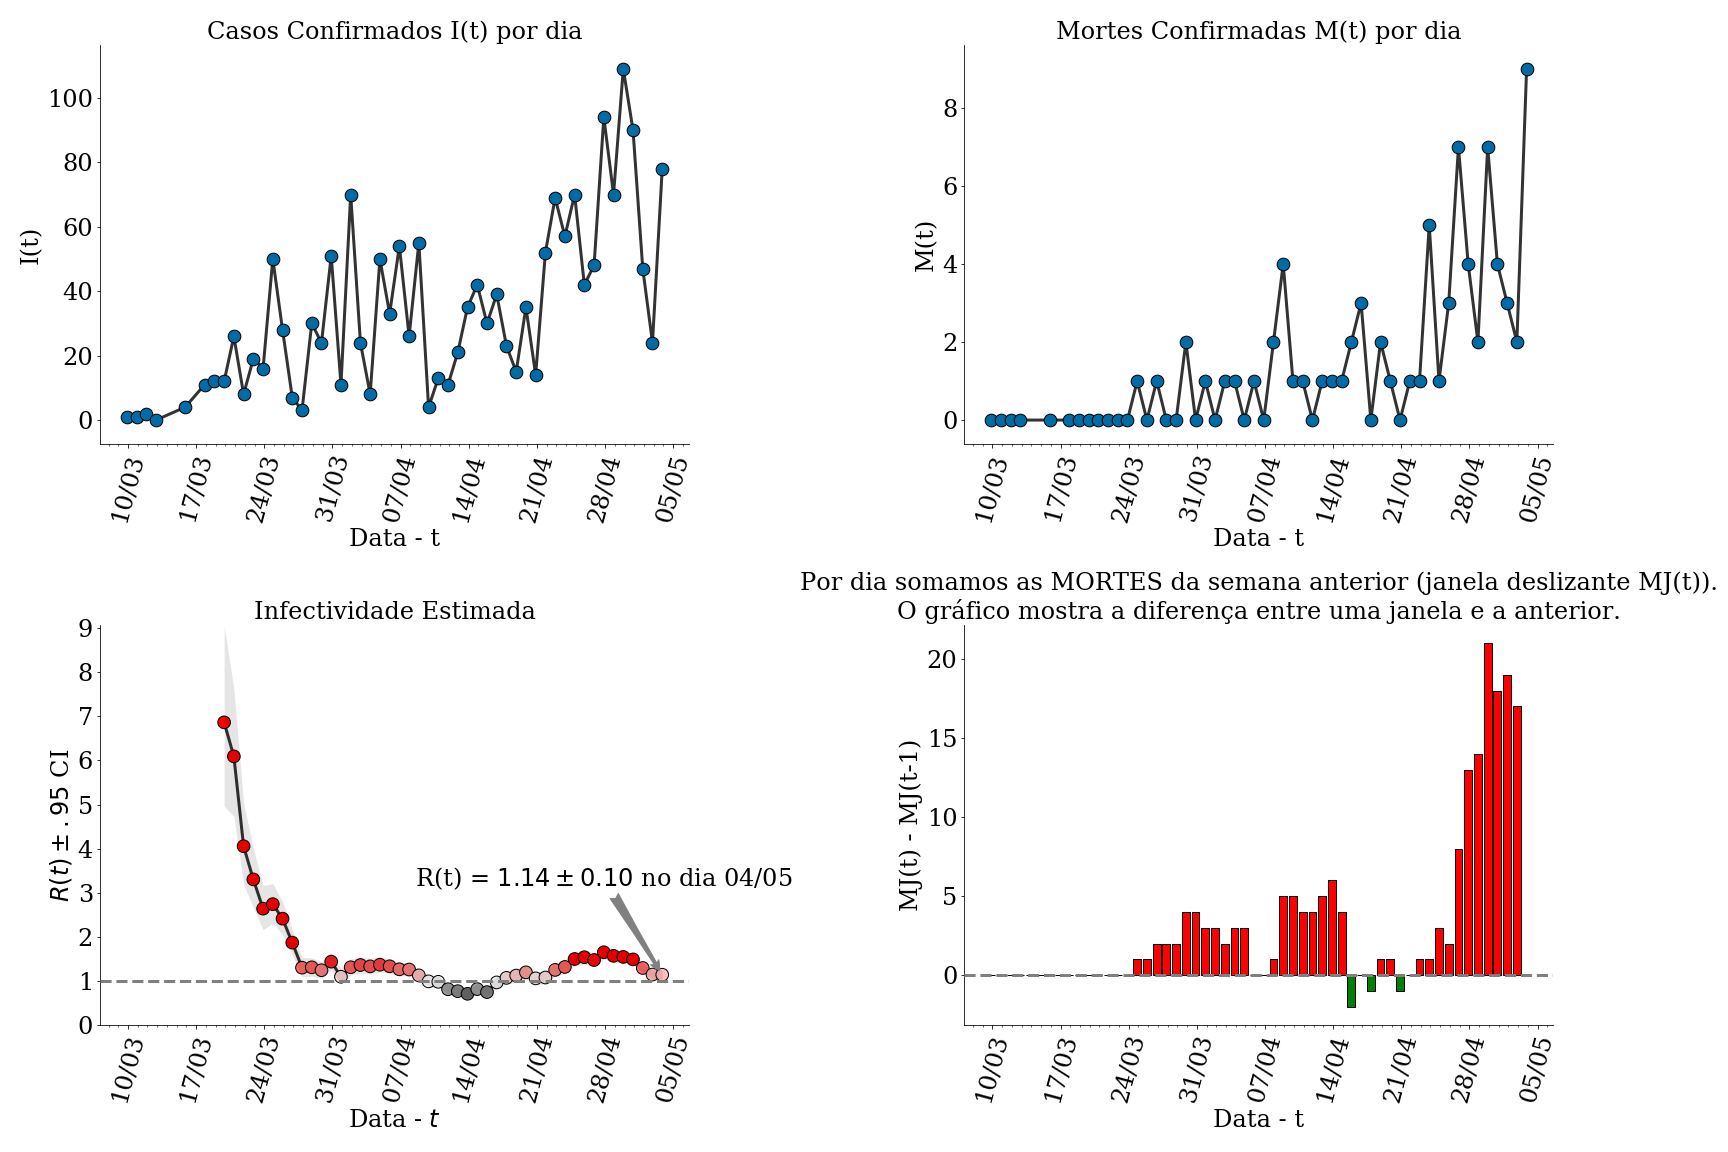 Casos Confirmados I(t) por dia
I(t)
100
80
60
40
20
0
10/03 17/03 24/03 31/03 07/04 14/04 21/04 28/04 05/05
Data - t
Mortes Confirmadas M(t) por dia
M(t)
8
6
4
2
0
10/03 17/03 24/03 31/03 07/04 14/04 21/04 28/04 05/05
Data - t
Infectividade Estimada
R(t) ± .95 CI
9
8
7
6
5
4
3
2
1
0
R(t) = 1.14 ± 0.10 no dia 04/05
10/03 17/03 24/03 31/03 07/04 14/04 21/04 28/04 05/05
Data - t
Por dia somamos as MORTES da semana anterior (janela deslizante MJ(t)).
O gráfico mostra a diferença entre uma janela e a anterior.
MJ(t) - MJ(t-1)
20
15
10
5
0
10/03 17/03 24/03 31/03 07/04 14/04 21/04 28/04 05/05
Data - t